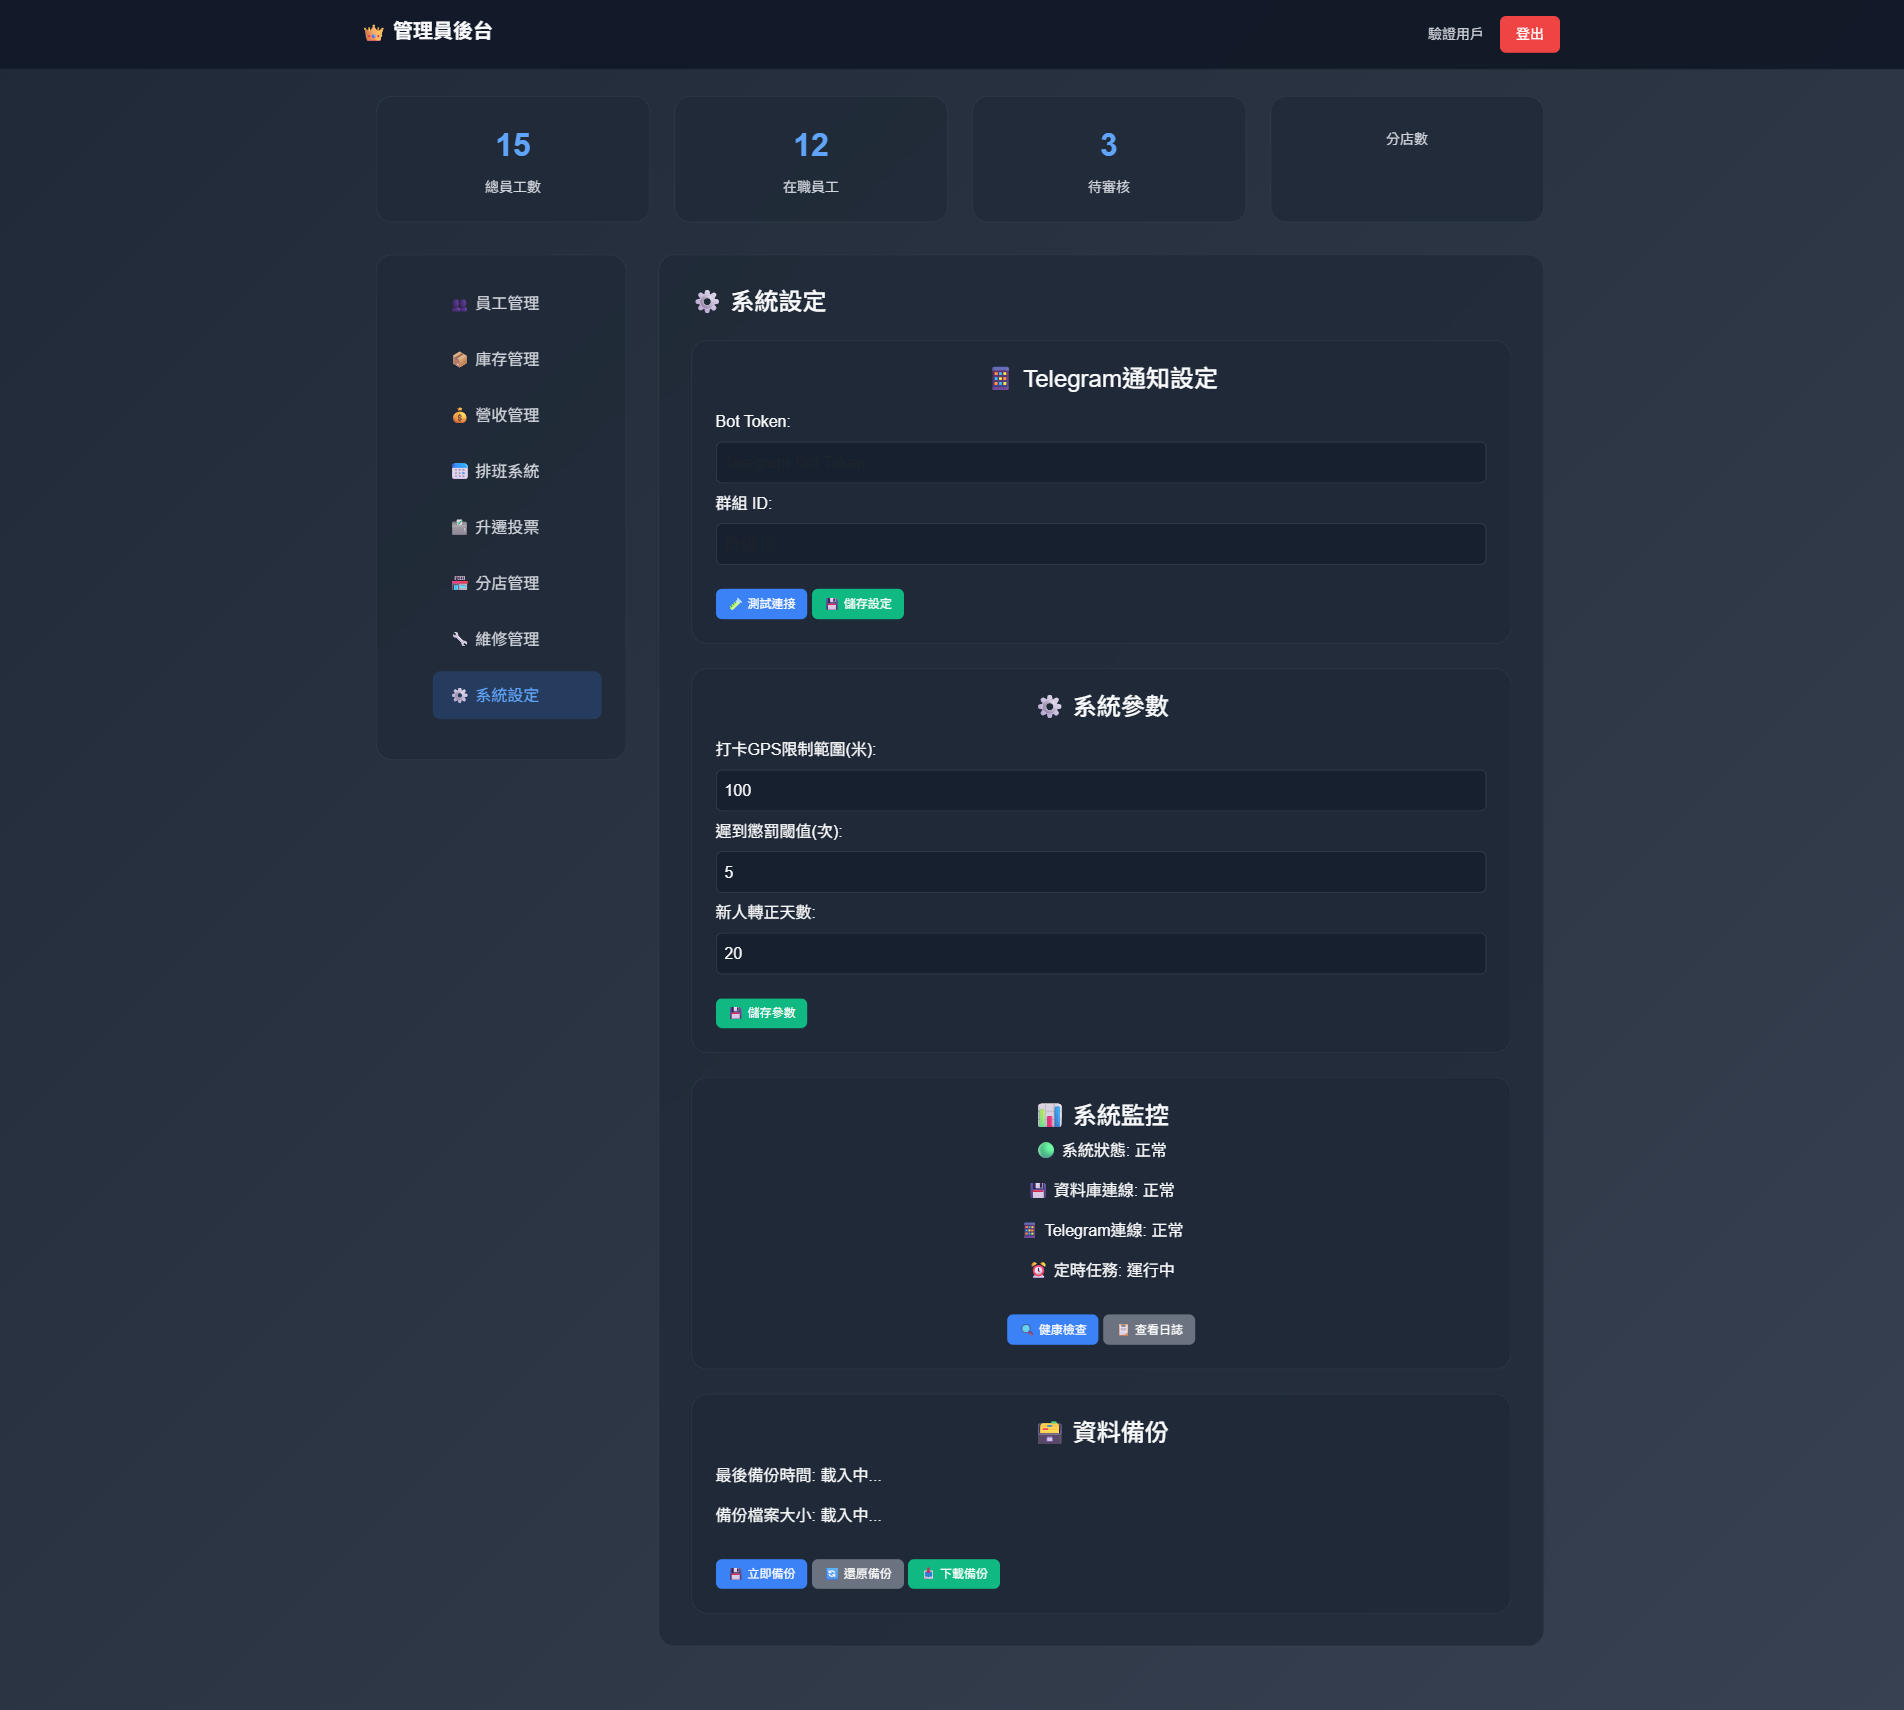 管理員後台
驗證用戶
登出
15
總員工數
12
在職員工
3
待審核
分店數
員工管理
庫存管理
營收管理
排班系統
升遷投票
分店管理
維修管理
系統設定
系統設定
Telegram通知設定
Bot Token:
Telegram Bot Token
群組 ID:
群組 ID
測試連接
儲存設定
系統參數
打卡GPS限制範圍(米):
100
遲到懲罰閾值(次):
5
新人轉正天數:
20
儲存參數
系統監控
系統狀態: 正常
資料庫連線: 正常
Telegram連線: 正常
定時任務: 運行中
健康檢查
查看日誌
資料備份
最後備份時間: 載入中...
備份檔案大小: 載入中...
立即備份
還原備份
下載備份